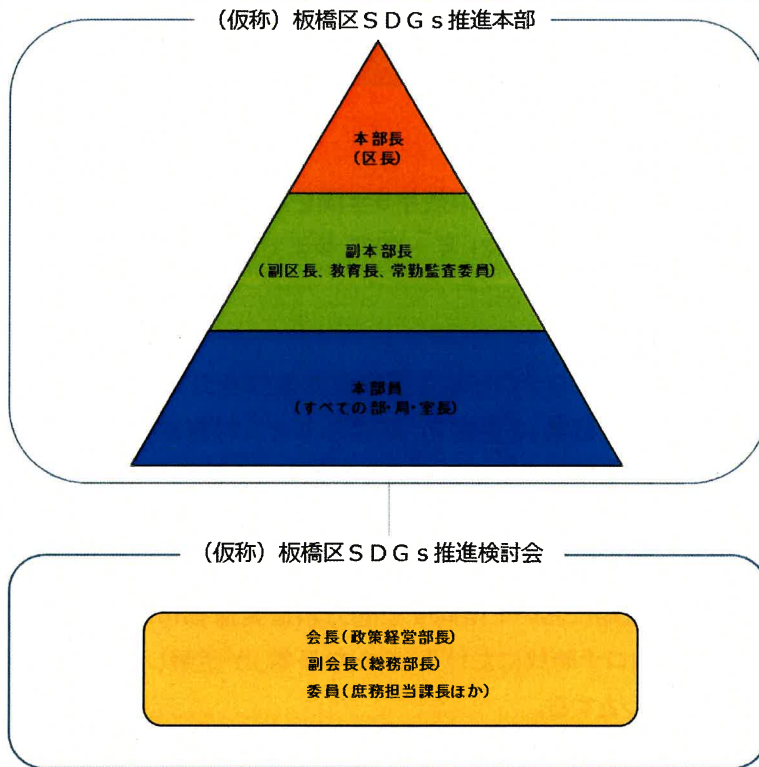 （仮称）板橋区ＳＤＧｓ推進本部
本部長
（区長）
副本部長
（副区長、教育長、常勤監査委員）
本部員
（すべての部・局・室長）
（仮称）板橋区ＳＤＧｓ推進検討会
会長（政策経営部長）
副会長（総務部長）
委員（庶務担当課長ほか）